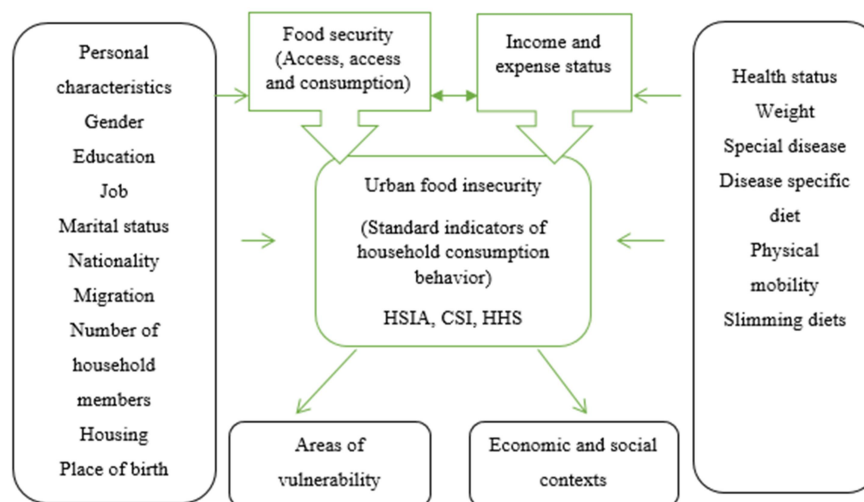 Personal
characteristics
Gender
Education
Job
Marital status
Nationality
Migration
Number of
household
members
Housing
Place of birth
Food security
(Access, access
and consumption)
Income and
expense status
Urban food insecurity
(Standard indicators of
household consumption
behavior)
HSIA, CSI, HHS
Areas of
vulnerability
Economic and social
contexts
Health status
Weight
Special disease
Disease specific
diet
Physical
mobility
Slimming diets